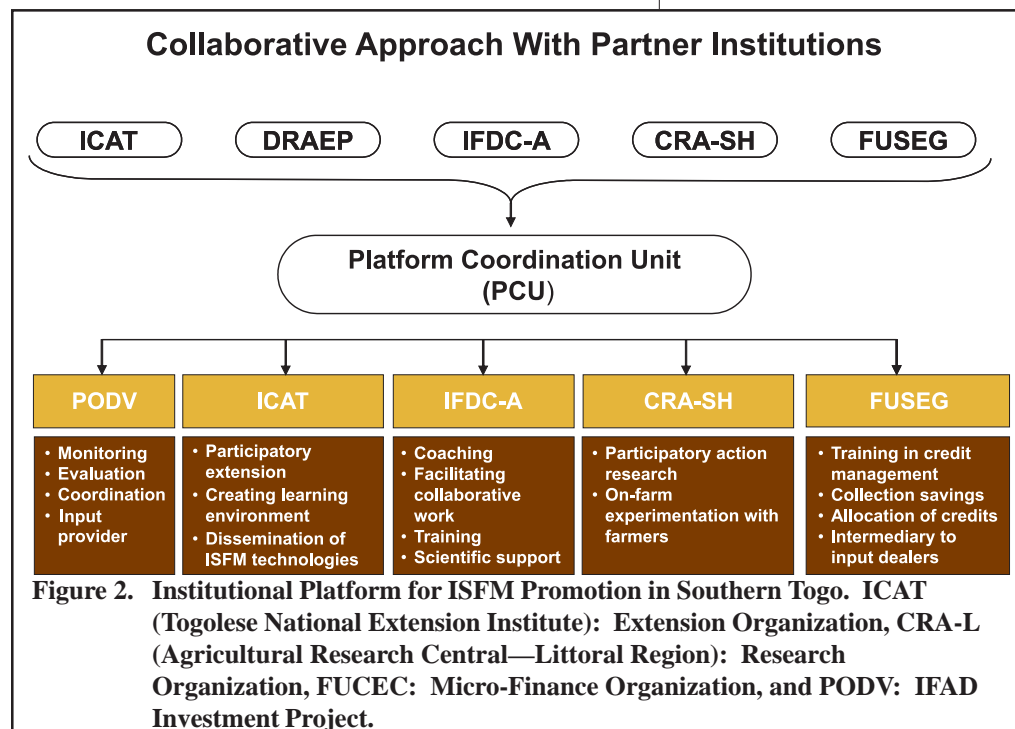 Collaborative Approach With Partner Institutions
ICAT DRAEP IFDC-A CRA-SH FUSEG
Platform Coordination Unit
(PCU)
PODV
• Monitoring
• Evaluation
• Coordination
• Input
provider
ICAT
• Participatory
extension
• Creating learning
environment
• Dissemination of
ISFM technologies
IFDC-A
• Coaching
• Facilitating
collaborative
work
• Training
• Scientific support
CRA-SH
• Participatory action
research
• On-farm
experimentation with
farmers
FUSEG
• Training in credit
management
• Collection savings
• Allocation of credits
• Intermediary to
input dealers
Figure 2. Institutional Platform for ISFM Promotion in Southern Togo. ICAT
(Togolese National Extension Institute): Extension Organization, CRA-L
(Agricultural Research Central—Littoral Region): Research
Organization, FUCEC: Micro-Finance Organization, and PODV: IFAD
Investment Project.